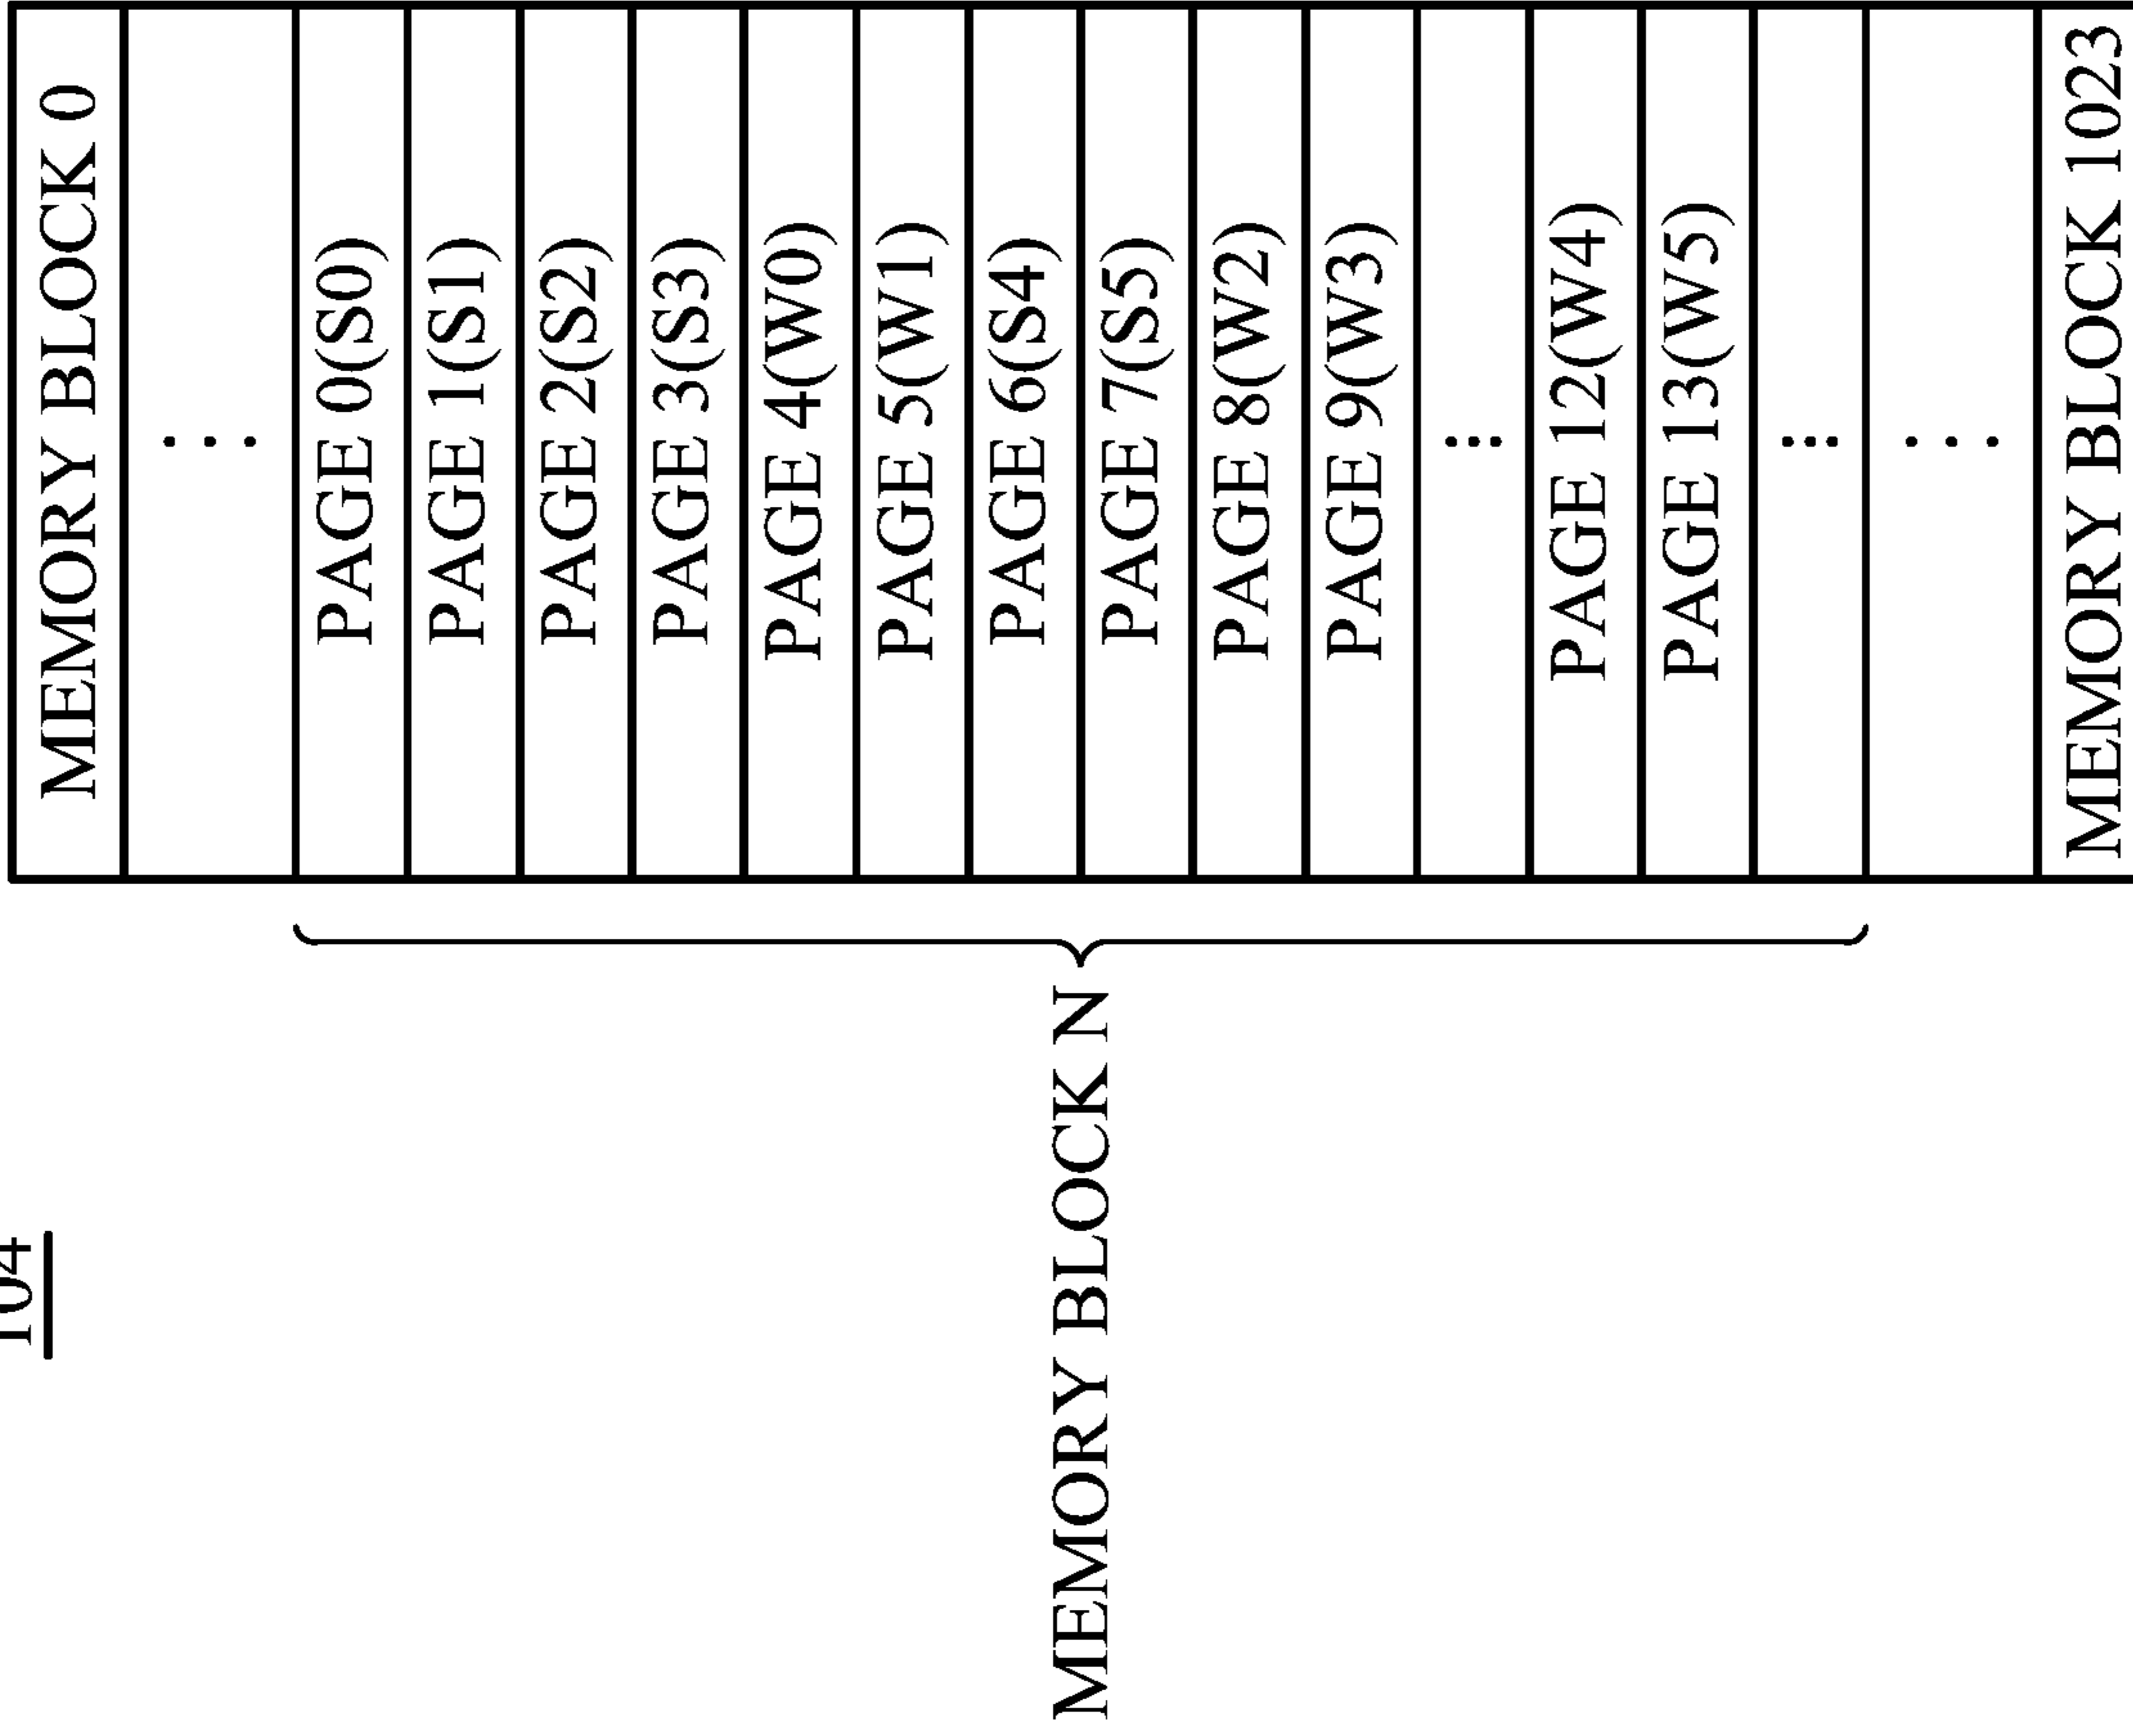 104
MEMORY BLOCK 0
⋮
PAGE 0(S0)
PAGE 1(S1)
PAGE 2(S2)
PAGE 3(S3)
PAGE 4(W0)
PAGE 5(W1)
PAGE 6(S4)
PAGE 7(S5)
PAGE 8(W2)
PAGE 9(W3)
⋮
PAGE 12(W4)
PAGE 13(W5)
⋮
⋮
MEMORY BLOCK 1023
MEMORY BLOCK N